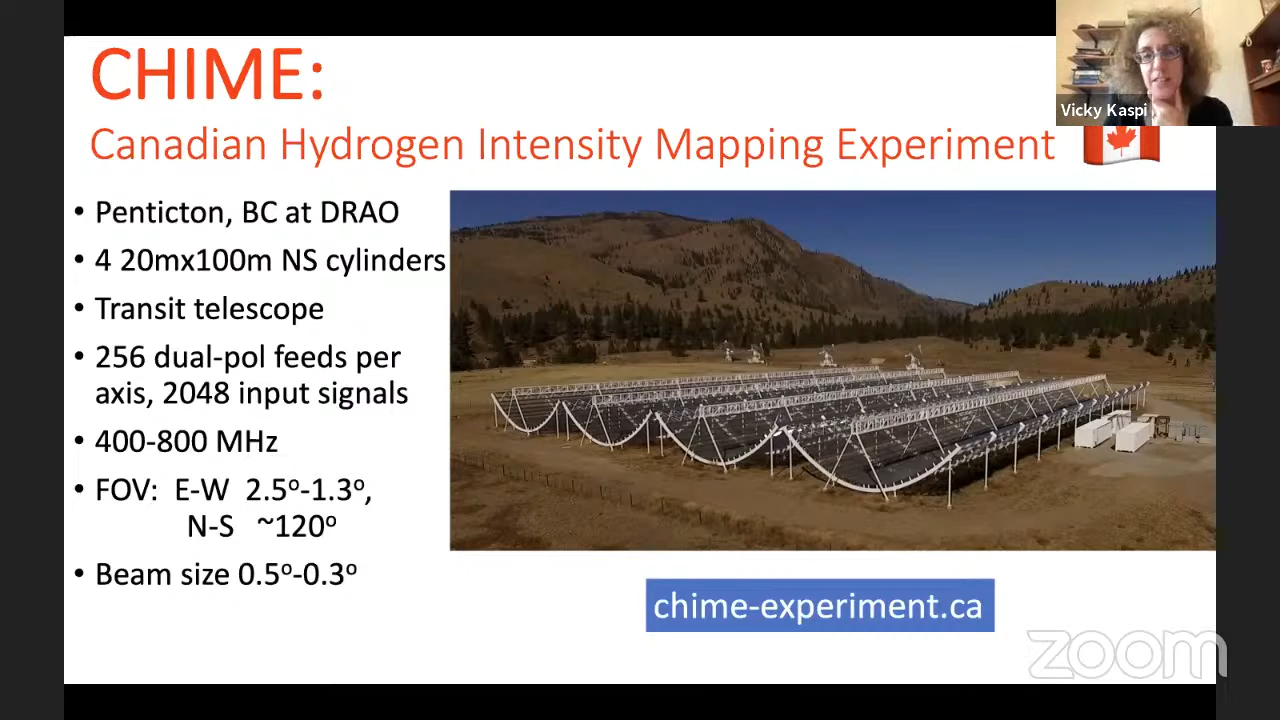 CHIME:
Vicky Kaspi
Canadian Hydrogen Intensity Mapping Experiment
• Penticton, BC at DRAO
• 4 20mx100m NS cylinders
• Transit telescope
• 256 dual-pol feeds per
axis, 2048 input signals
• 400-800 MHz
• FOV: E-W 2.5º-1.3º,
N-S ~120º
• Beam size 0.5º-0.3º
chime-experiment.ca
zoom